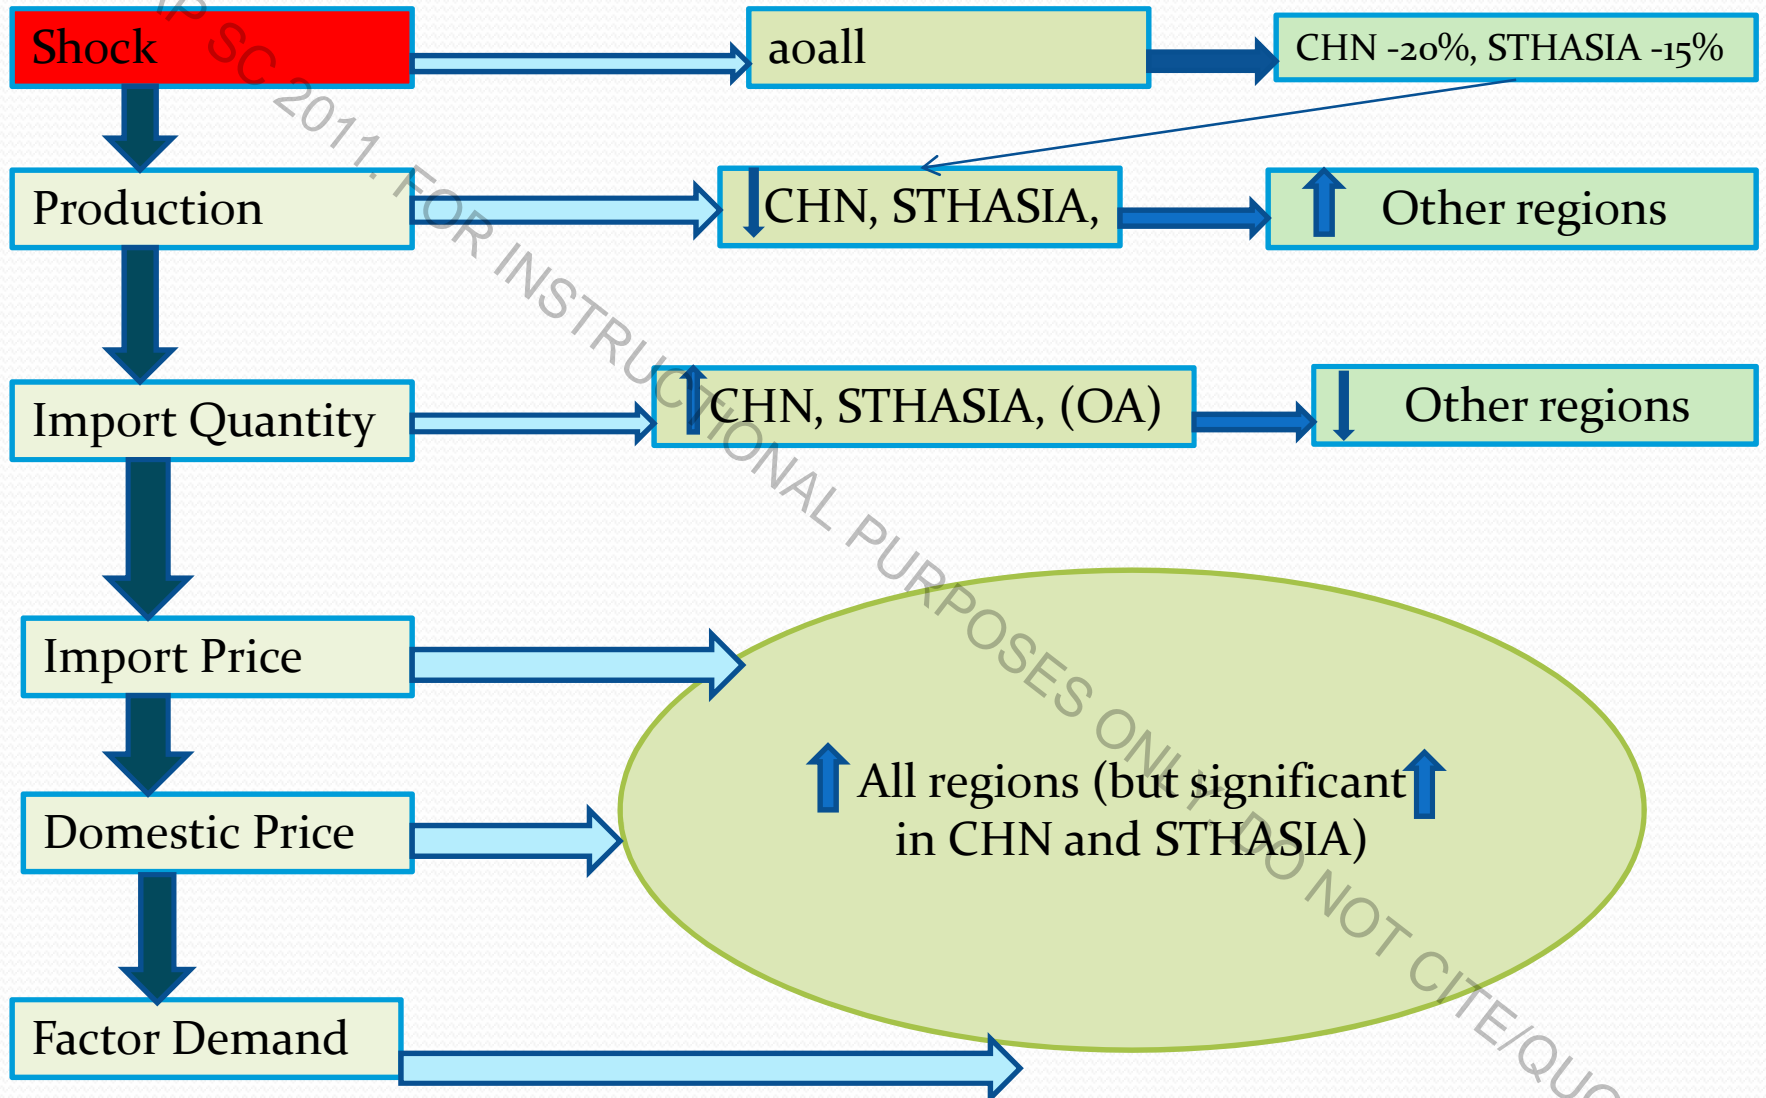 Shock
aoall
CHN -20%, STHASIA -15%
Production
CHN, STHASIA,
Other regions
Import Quantity
CHN, STHASIA, (OA)
Other regions
Import Price
Domestic Price
All regions (but significant
in CHN and STHASIA)
Factor Demand
SC 2011. FOR INSTRUCTIONAL PURPOSES ONLY. DO NOT CITE/